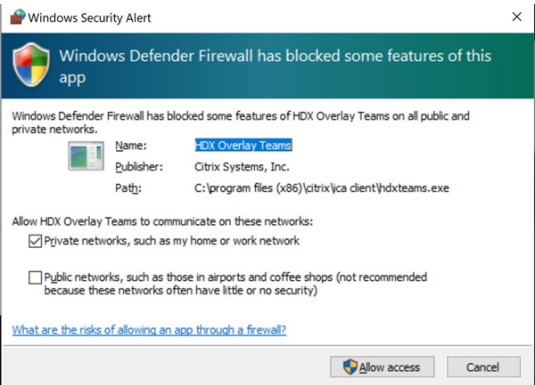 Windows Security Alert
Windows Defender Firewall has blocked some features of this
app
Windows Defender Firewall has blocked some features of HDX Overlay Teams on all public and
private networks.
Name: HDX Overlay Teams
Publisher: Citrix Systems, Inc.
Path: C:\program files (x86)\citrix\ica client\hdxteams.exe
Allow HDX Overlay Teams to communicate on these networks:
Private networks, such as my home or work network
Public networks, such as those in airports and coffee shops (not recommended
because these networks often have little or no security)
What are the risks of allowing an app through a firewall?
Allow access Cancel